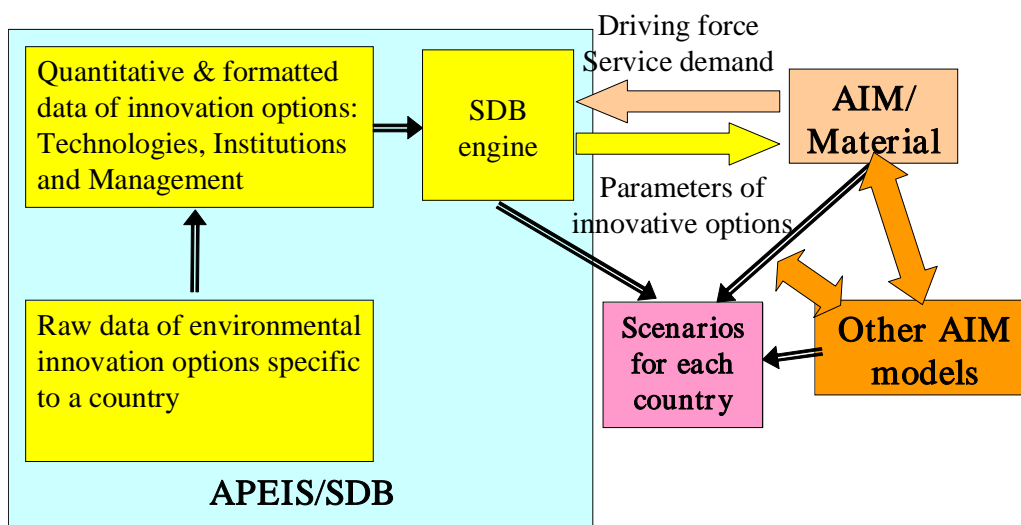 Quantitative & formatted
data of innovation options:
Technologies, Institutions
and Management
SDB
engine
Driving force
Service demand
AIM/
Material
Parameters of
innovative options
Raw data of environmental
innovation options specific
to a country
Scenarios
for each
country
Other AIM
models
APEIS/SDB